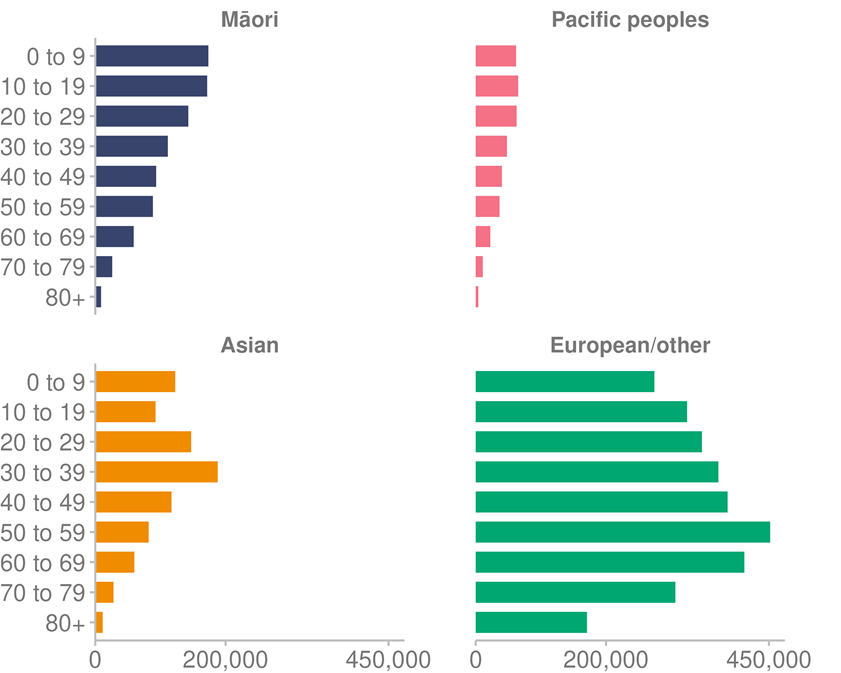 Māori
Pacific peoples
0 to 9
10 to 19
20 to 29
30 to 39
40 to 49
50 to 59
60 to 69
70 to 79
80+
Asian
European/other
0 to 9
10 to 19
20 to 29
30 to 39
40 to 49
50 to 59
60 to 69
70 to 79
80+
0 200,000 450,000
0 200,000 450,000